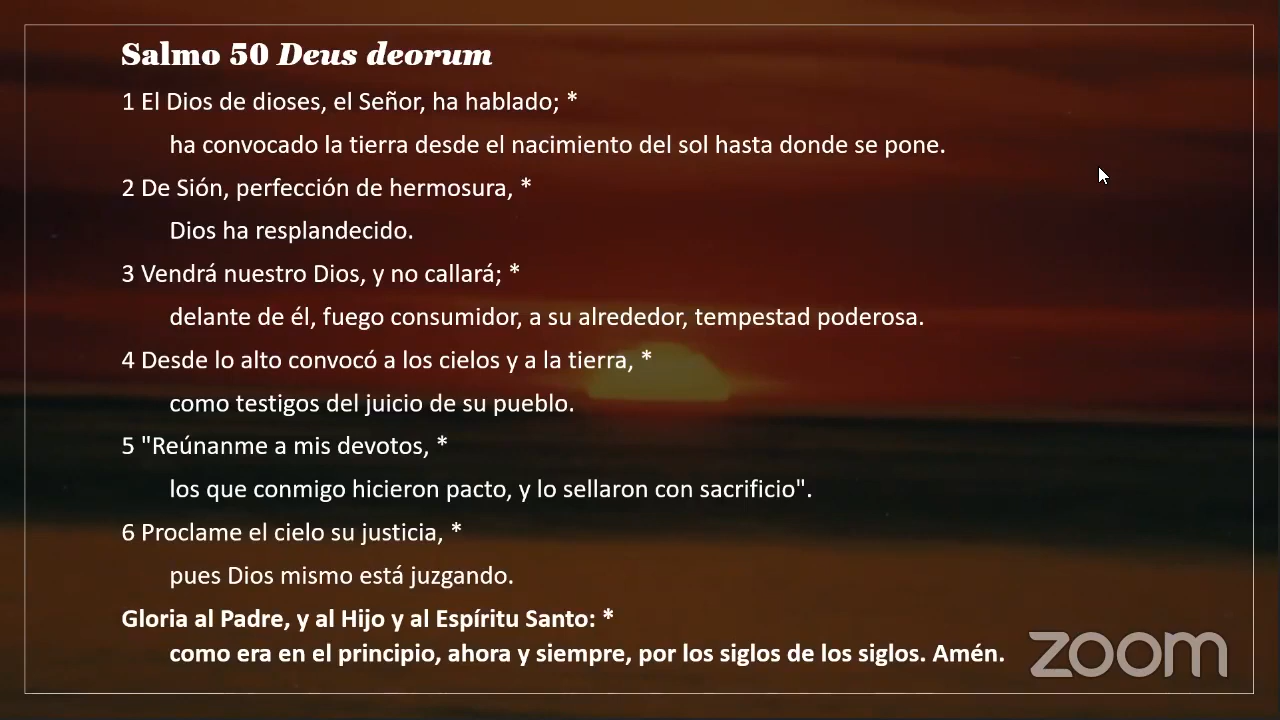 Salmo 50 Deus deorum
1 El Dios de dioses, el Señor, ha hablado; *
ha convocado la tierra desde el nacimiento del sol hasta donde se pone.
2 De Sión, perfección de hermosura, *
Dios ha resplandecido.
3 Vendrá nuestro Dios, y no callará; *
delante de él, fuego consumidor, a su alrededor, tempestad poderosa.
4 Desde lo alto convocó a los cielos y a la tierra, *
como testigos del juicio de su pueblo.
5 "Reúnanme a mis devotos, *
los que conmigo hicieron pacto, y lo sellaron con sacrificio".
6 Proclame el cielo su justicia, *
pues Dios mismo está juzgando.
Gloria al Padre, y al Hijo y al Espíritu Santo: *
como era en el principio, ahora y siempre, por los siglos de los siglos. Amén.
zoom